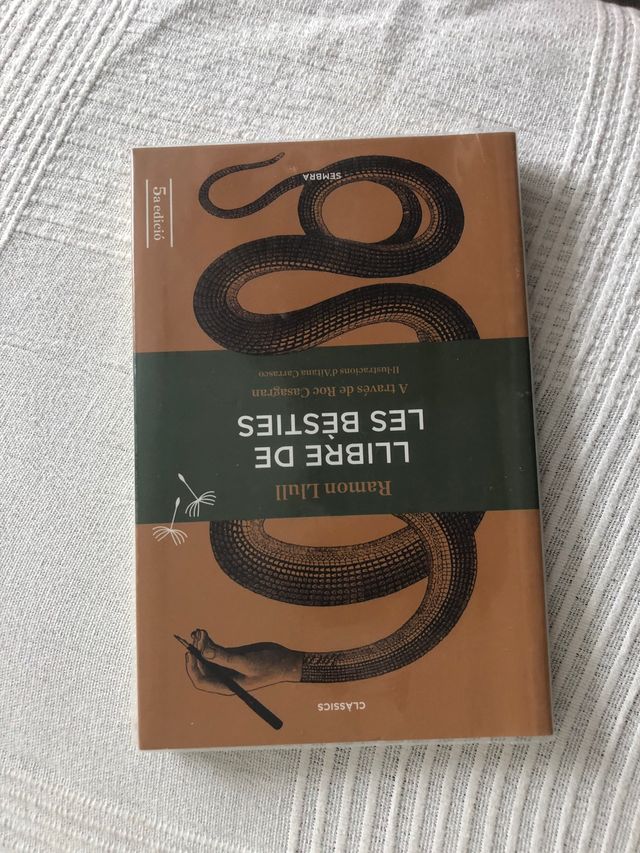 CLÀSSICS
Ramon Llull
LLIBRE DE
LES BÈSTIES
A través de Roc Casagran
Il·lustracions d'Aitana Carrasco
5a edició
SEMBRA